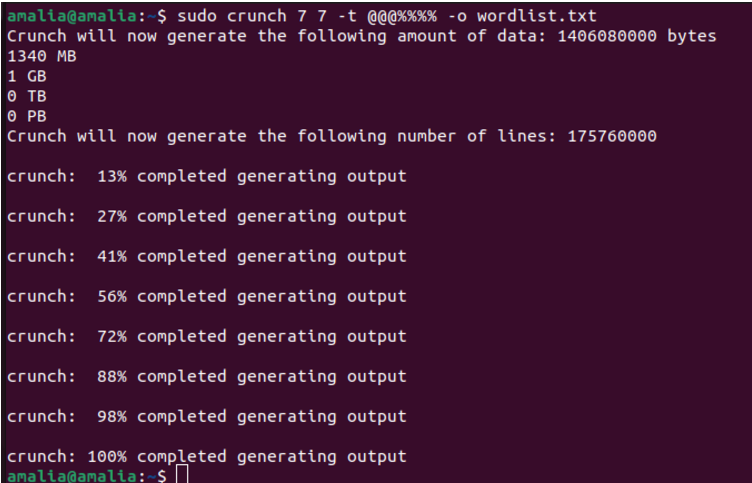 amalia@amalia:~$ sudo crunch 7 7 -t @@@%%%% -o wordlist.txt
Crunch will now generate the following amount of data: 1406080000 bytes
1340 MB
1 GB
0 TB
0 PB
Crunch will now generate the following number of lines: 175760000
crunch:  13% completed generating output
crunch:  27% completed generating output
crunch:  41% completed generating output
crunch:  56% completed generating output
crunch:  72% completed generating output
crunch:  88% completed generating output
crunch:  98% completed generating output
crunch: 100% completed generating output
amalia@amalia:~$